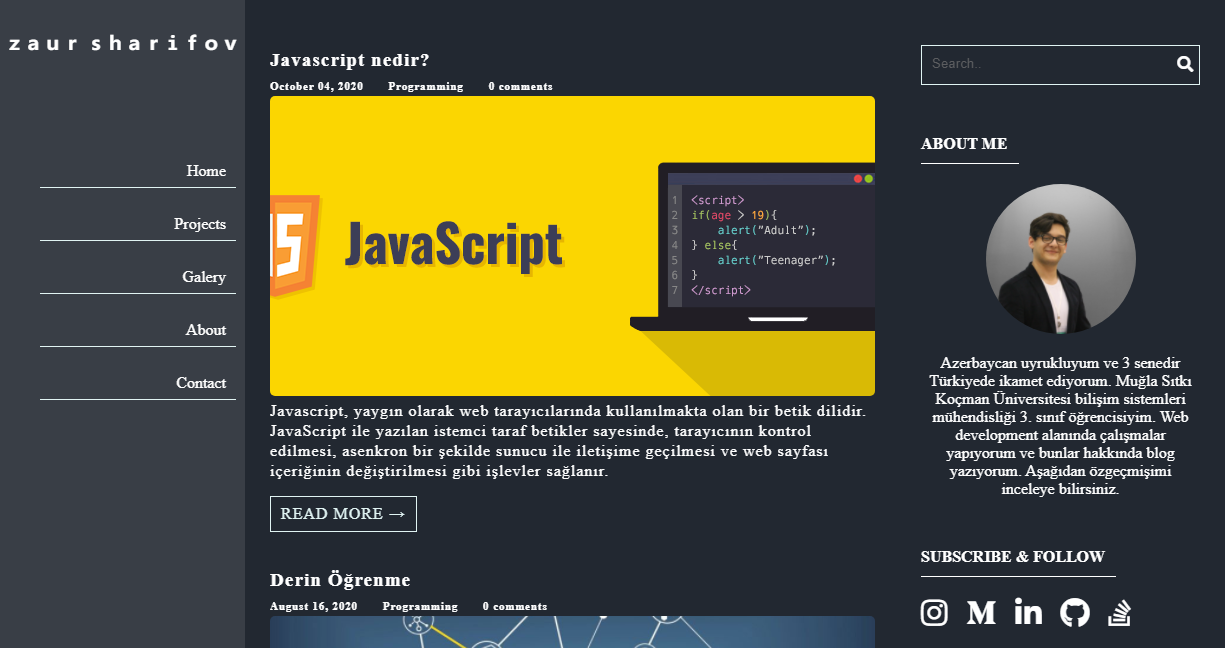 zaur sharifov
Home
Projects
Galery
About
Contact
Javascript nedir?
October 04, 2020 Programming 0 comments
5
JavaScript
1 <script>
2 if(age > 19){
3 alert("Adult");
4 } else{
5 alert("Teenager");
6 }
7 </script>
Javascript, yaygın olarak web tarayıcılarında kullanılmakta olan bir betik dilidir.
JavaScript ile yazılan istemci taraf betikler sayesinde, tarayıcının kontrol
edilmesi, asenkron bir şekilde sunucu ile iletişime geçilmesi ve web sayfası
içeriğinin değiştirilmesi gibi işlevler sağlanır.
READ MORE →
Derin Öğrenme
August 16, 2020 Programming 0 comments
Search..
ABOUT ME
Azerbaycan uyrukluyum ve 3 senedir
Türkiyede ikamet ediyorum. Muğla Sıtkı
Koçman Üniversitesi bilişim sistemleri
mühendisliği 3. sınıf öğrencisiyim. Web
development alanında çalışmalar
yapıyorum ve bunlar hakkında blog
yazıyorum. Aşağıdan özgeçmişimi
inceleye bilirsiniz.
SUBSCRIBE & FOLLOW
M in